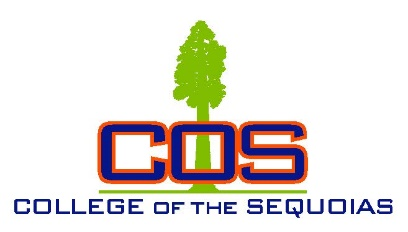 COS
COLLEGE OF THE SEQUOIAS